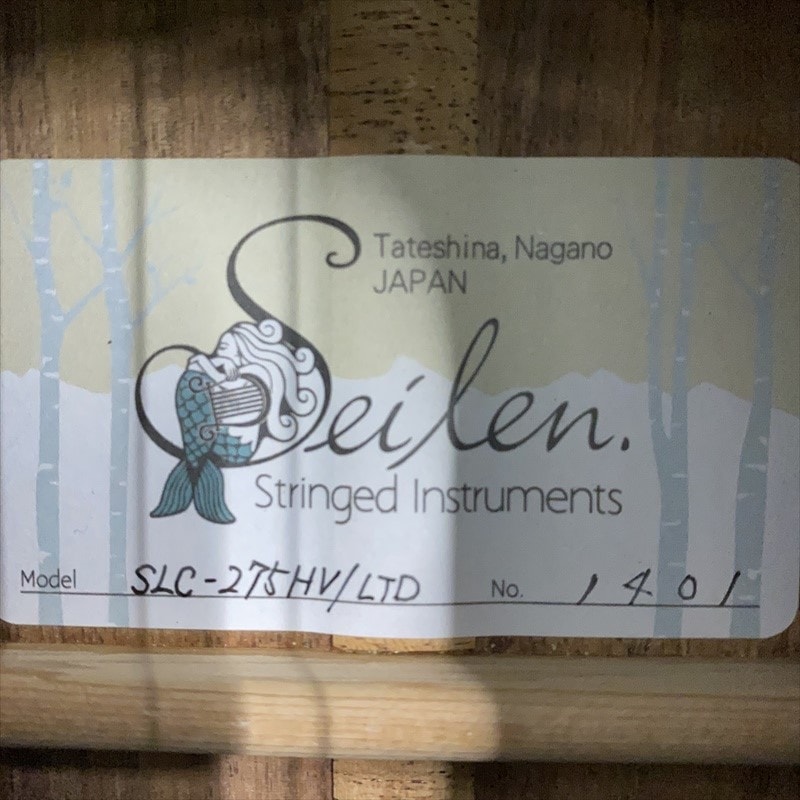 Tateshina, Nagano
JAPAN
Seilen.
Stringed Instruments
Model SLC-275HV/LTD No. 1401